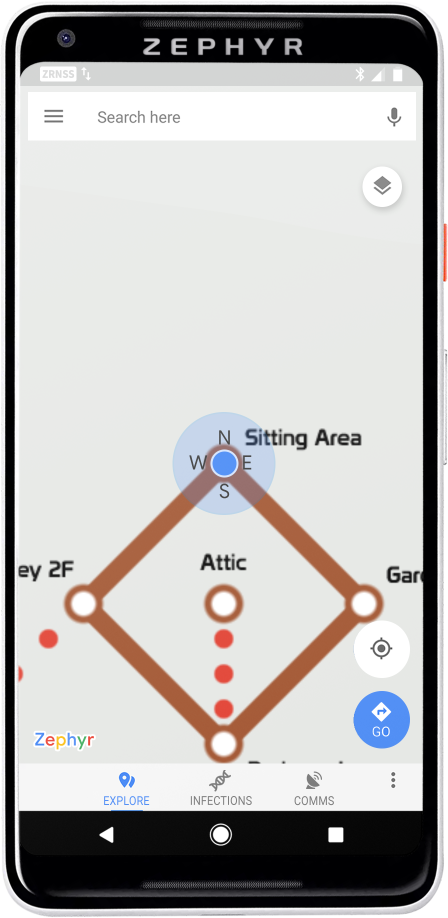 ZEPHYR
ZRNSS
Search here
N
Sitting Area
W E
S
ey 2F
Attic
Gar
Zephyr
GO
EXPLORE
INFECTIONS
COMMS